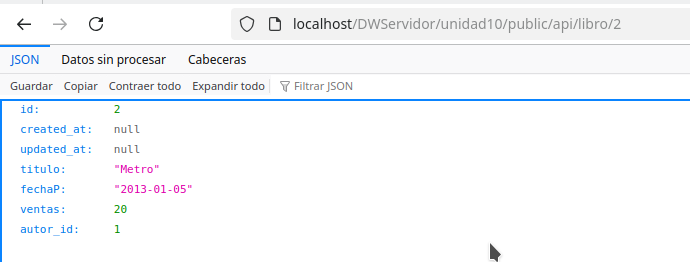 localhost/DWServidor/unidad10/public/api/libro/2
JSON Datos sin procesar Cabeceras
Guardar Copiar Contraer todo Expandir todo Filtrar JSON
id: 2
created_at: null
updated_at: null
titulo: "Metro"
fechaP: "2013-01-05"
ventas: 20
autor_id: 1